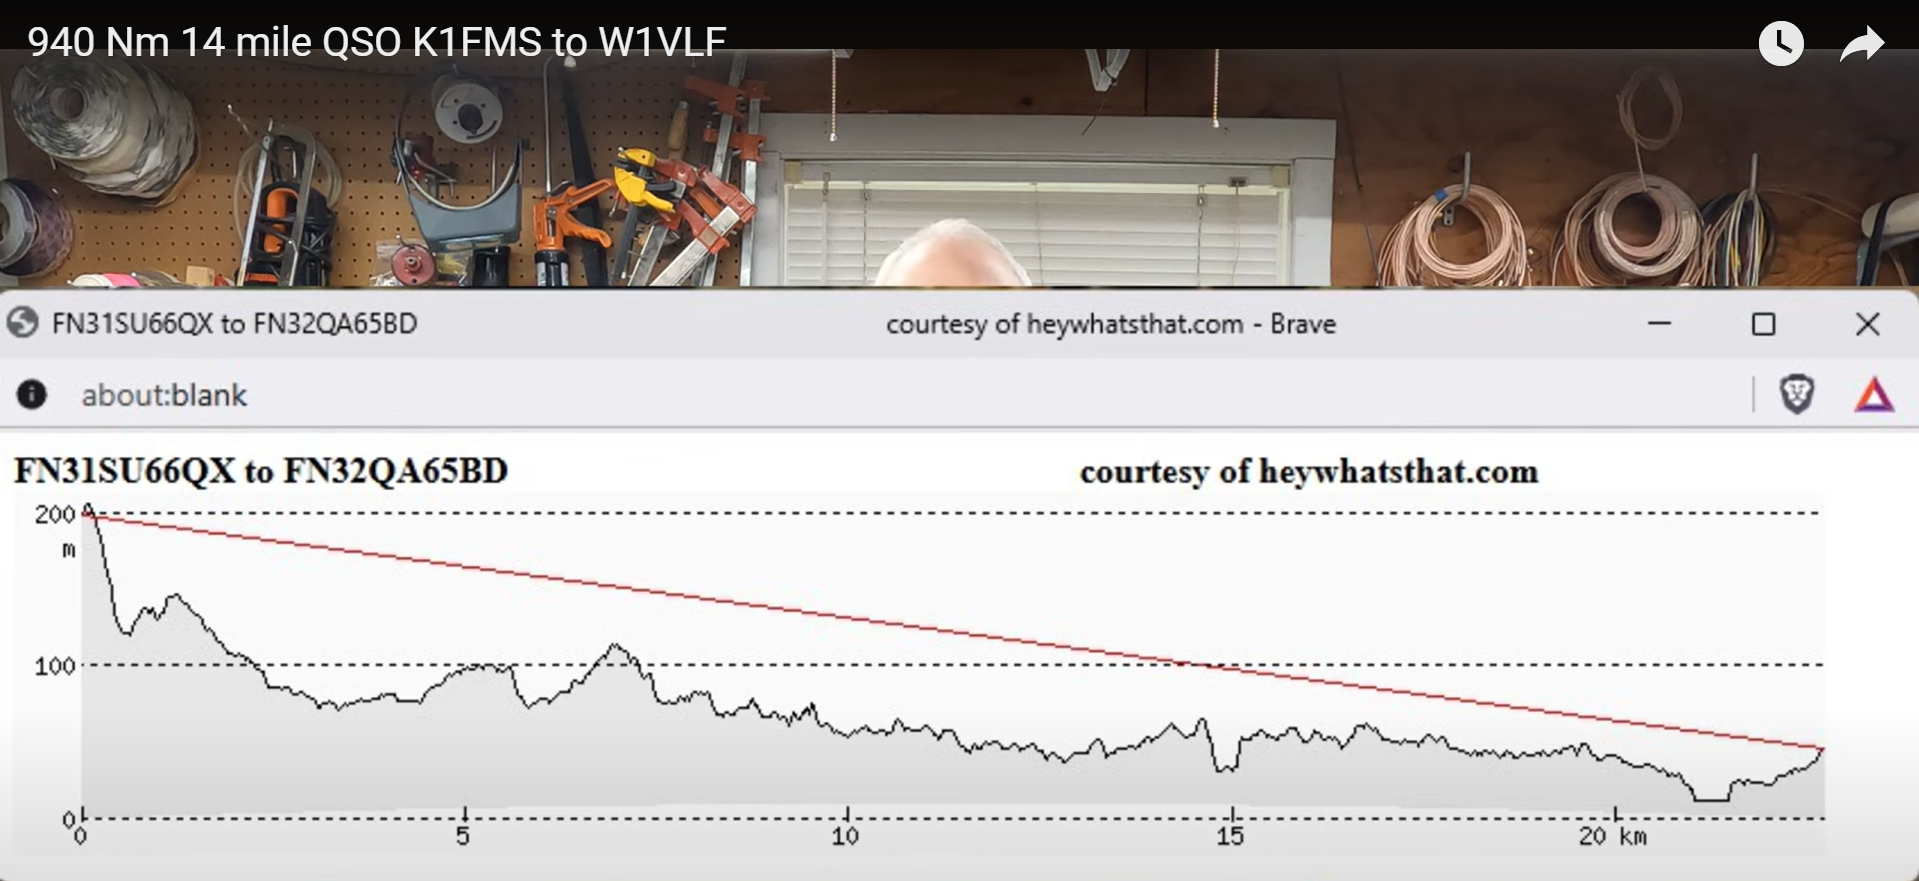 940 Nm 14 mile QSO K1FMS to W1VLF
FN31SU66QX to FN32QA65BD courtesy of heywhatsthat.com - Brave
about:blank
FN31SU66QX to FN32QA65BD courtesy of heywhatsthat.com
200
m
100
0
0 5 10 15 20 km